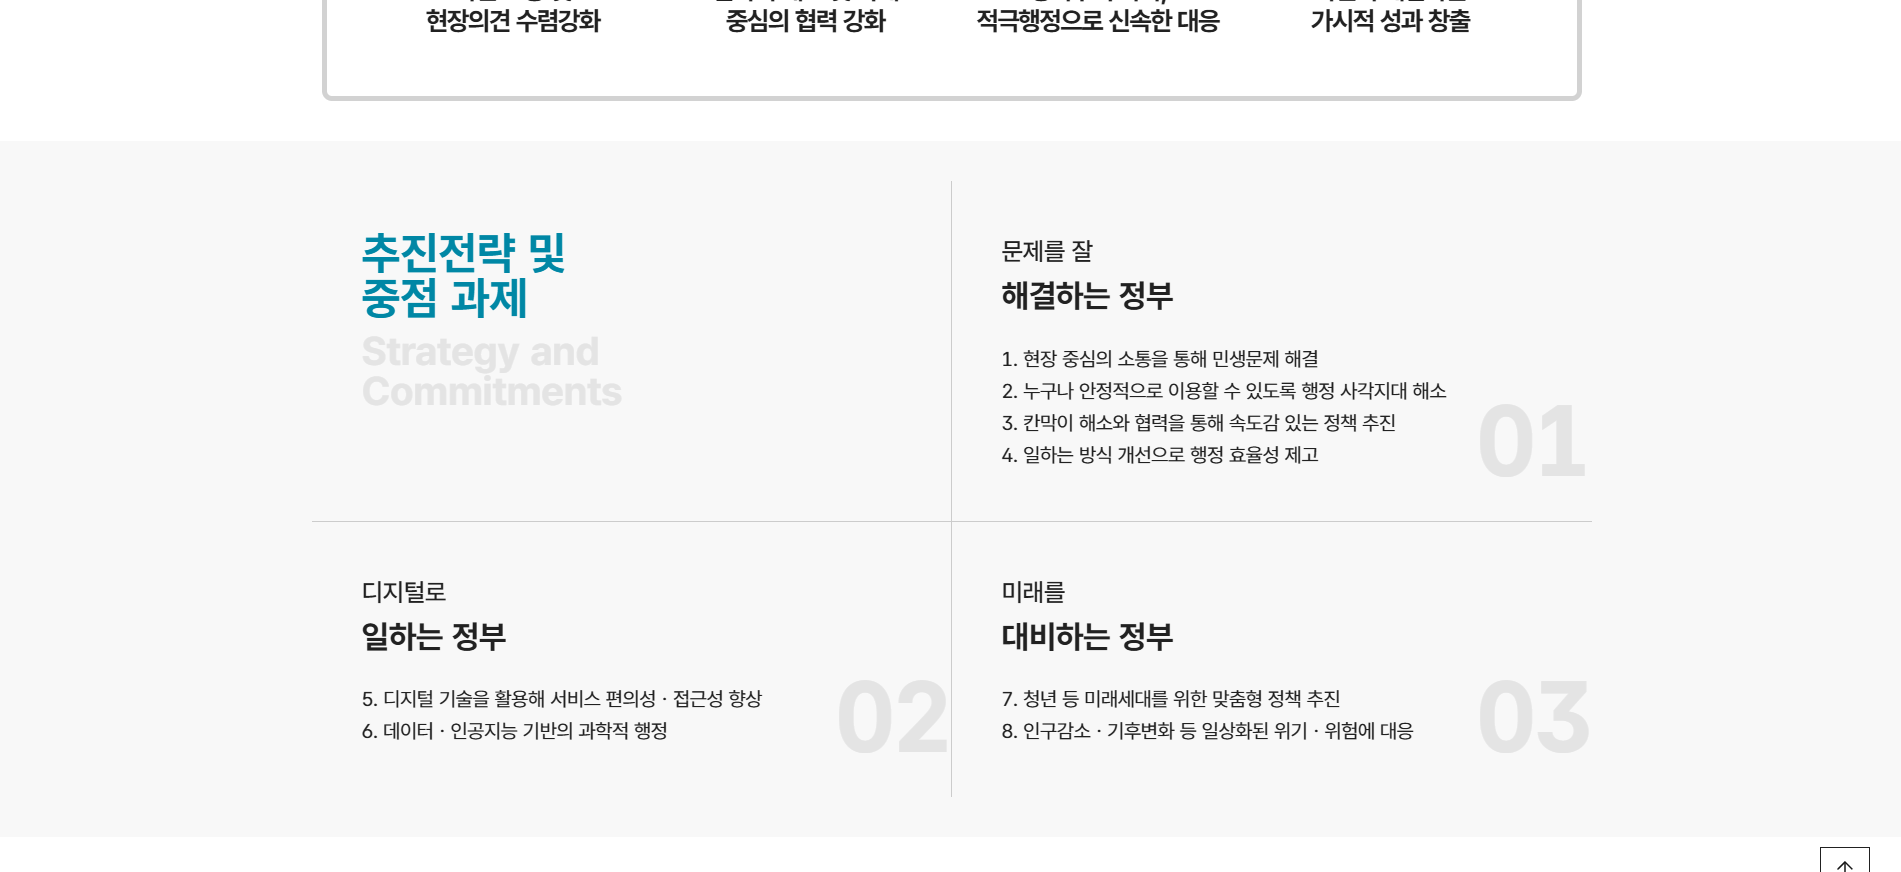 현장의견 수렴강화
중심의 협력 강화
적극행정으로 신속한 대응
가시적 성과 창출
추진전략 및
중점 과제
Strategy and
Commitments
문제를 잘
해결하는 정부
1. 현장 중심의 소통을 통해 민생문제 해결
2. 누구나 안정적으로 이용할 수 있도록 행정 사각지대 해소
3. 칸막이 해소와 협력을 통해 속도감 있는 정책 추진
4. 일하는 방식 개선으로 행정 효율성 제고
01
디지털로
일하는 정부
5. 디지털 기술을 활용해 서비스 편의성 · 접근성 향상
6. 데이터 · 인공지능 기반의 과학적 행정
02
미래를
대비하는 정부
7. 청년 등 미래세대를 위한 맞춤형 정책 추진
8. 인구감소 · 기후변화 등 일상화된 위기 · 위험에 대응
03